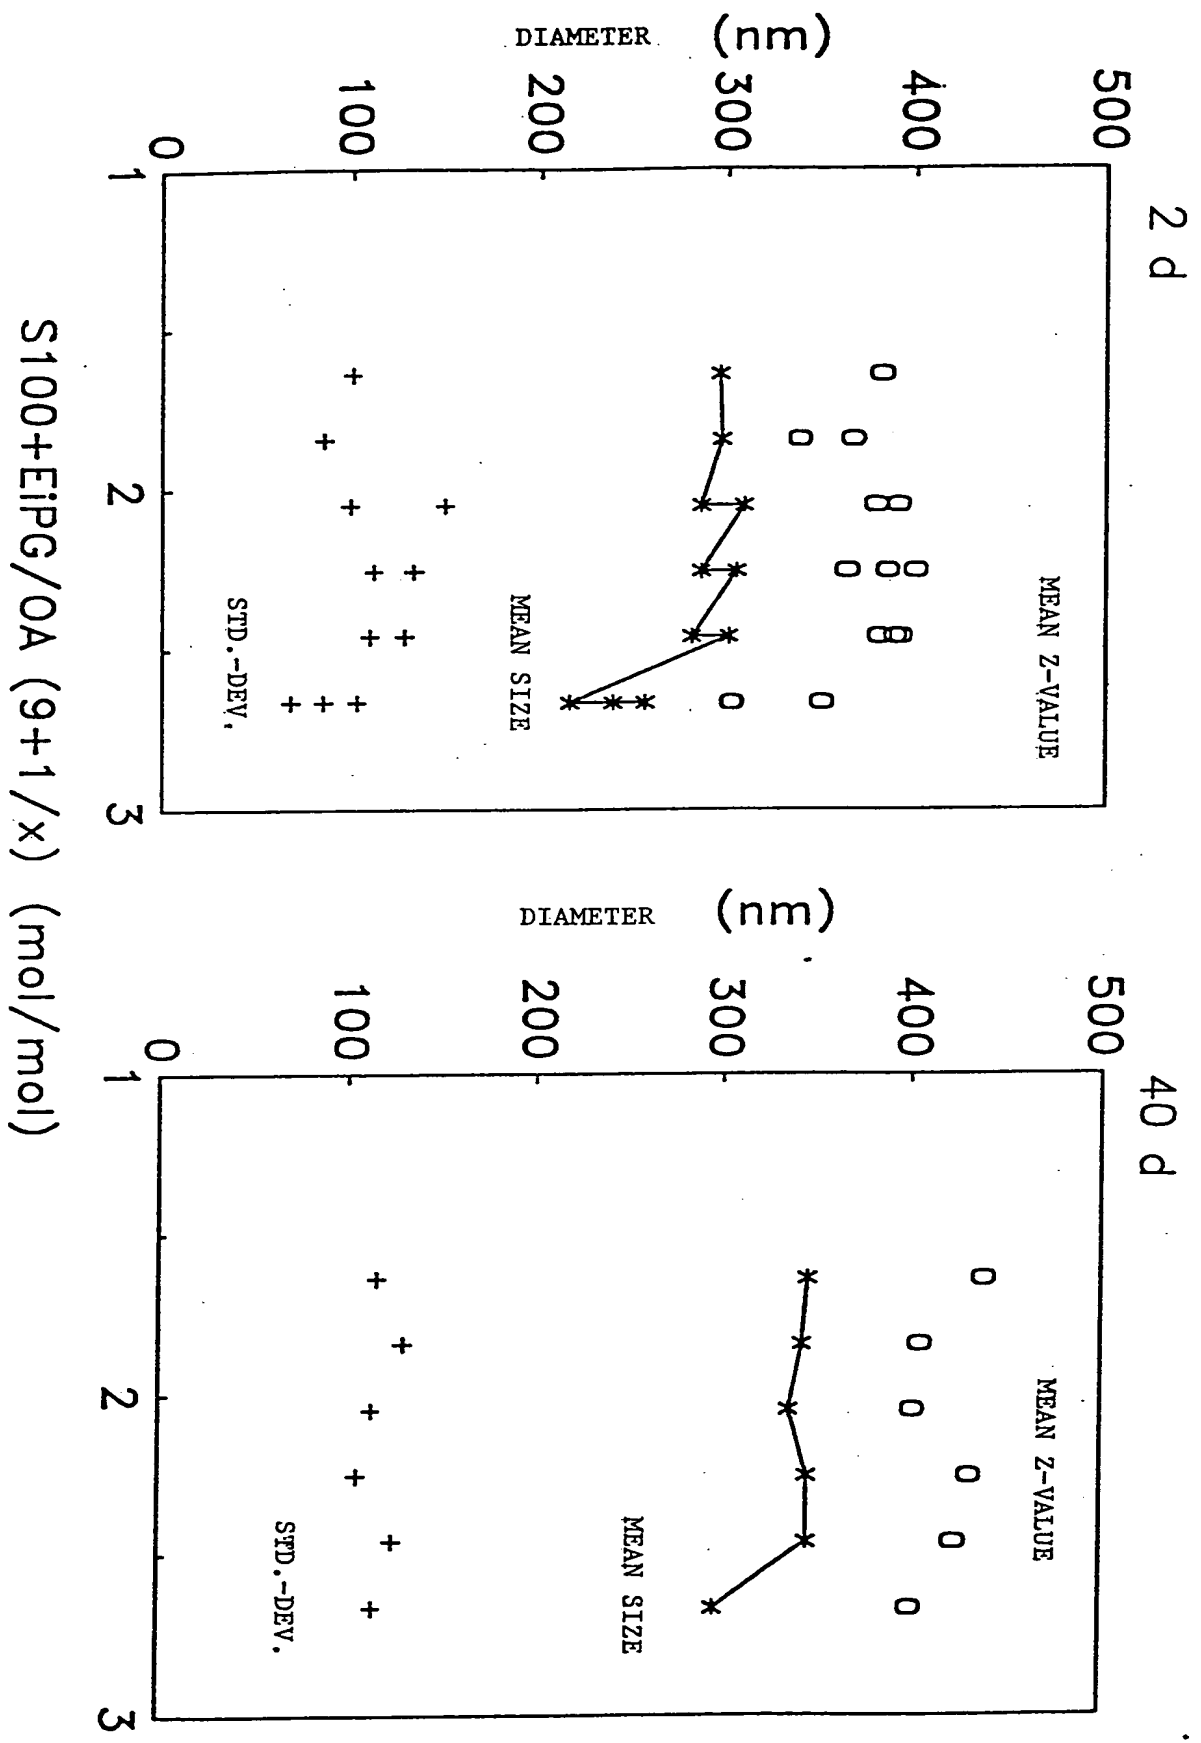 2 d
DIAMETER (nm)
500
400
300
200
100
0
1
2
3
MEAN Z-VALUE
MEAN SIZE
STD.-DEV.
40 d
DIAMETER (nm)
500
400
300
200
100
0
1
2
3
MEAN Z-VALUE
MEAN SIZE
STD.-DEV.
S100+EiPG/OA (9+1/x) (mol/mol)